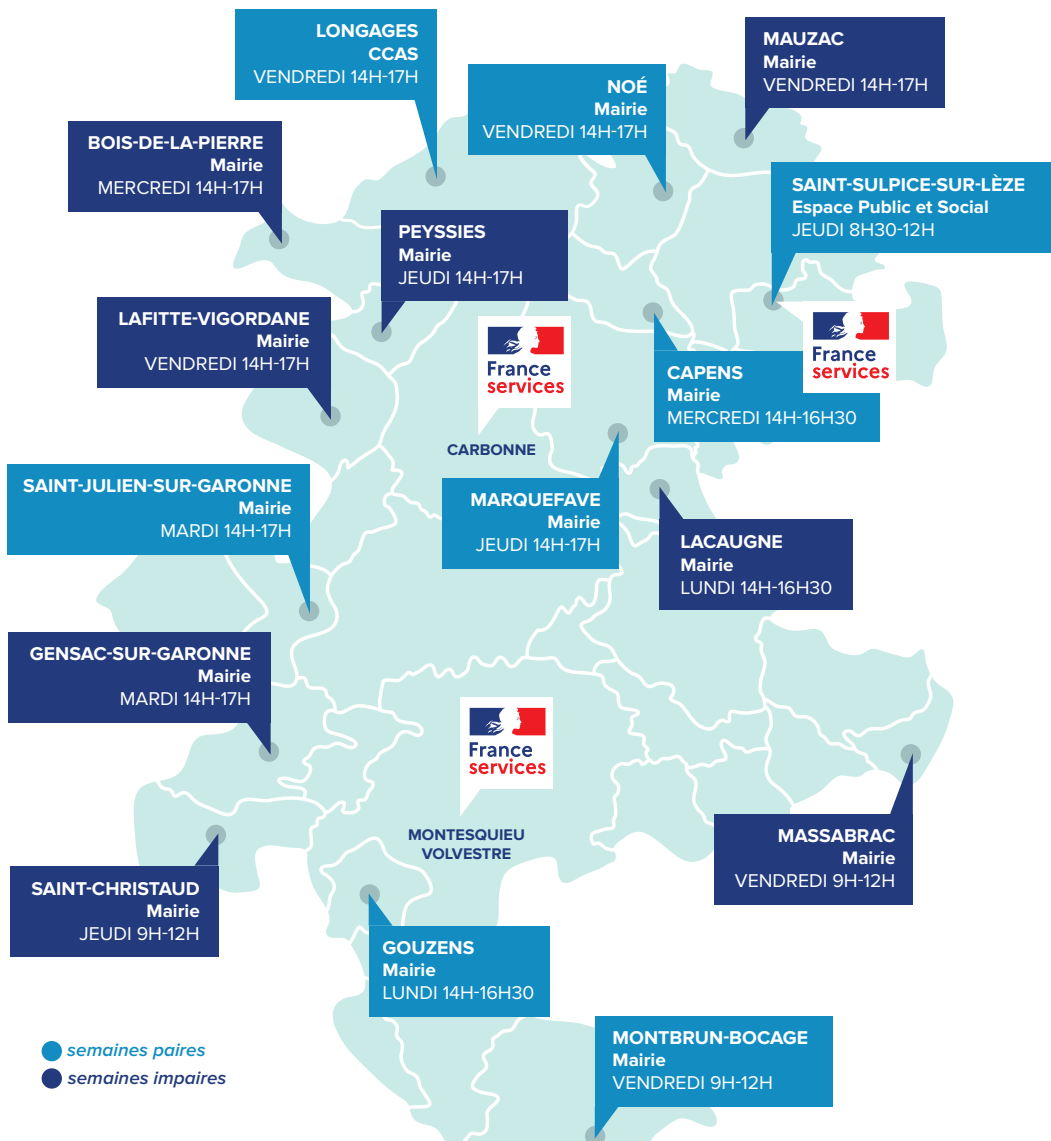 LONGAGES
CCAS
VENDREDI 14H-17H
MAUZAC
Mairie
VENDREDI 14H-17H
NOÉ
Mairie
VENDREDI 14H-17H
BOIS-DE-LA-PIERRE
Mairie
MERCREDI 14H-17H
SAINT-SULPICE-SUR-LÈZE
Espace Public et Social
JEUDI 8H30-12H
PEYSSIES
Mairie
JEUDI 14H-17H
LAFITTE-VIGORDANE
Mairie
VENDREDI 14H-17H
France
services
CARBONNE
France
services
CAPENS
Mairie
MERCREDI 14H-16H30
SAINT-JULIEN-SUR-GARONNE
Mairie
MARDI 14H-17H
MARQUEFAVE
Mairie
JEUDI 14H-17H
LACAUGNE
Mairie
LUNDI 14H-16H30
GENSAC-SUR-GARONNE
Mairie
MARDI 14H-17H
France
services
MONTESQUIEU
VOLVESTRE
MASSABRAC
Mairie
VENDREDI 9H-12H
SAINT-CHRISTAUD
Mairie
JEUDI 9H-12H
GOUZENS
Mairie
LUNDI 14H-16H30
MONTBRUN-BOCAGE
Mairie
VENDREDI 9H-12H
semaines paires
semaines impaires